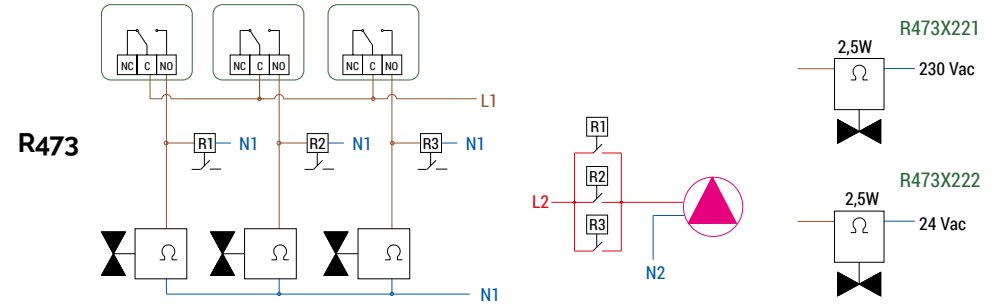 NC C NO
NC C NO
NC C NO
L1
R473
R1 N1
R2 N1
R3 N1
Ω
Ω
Ω
N1
R1
R2
R3
L2
N2
R473X221
2,5W
Ω
230 Vac
R473X222
2,5W
Ω
24 Vac